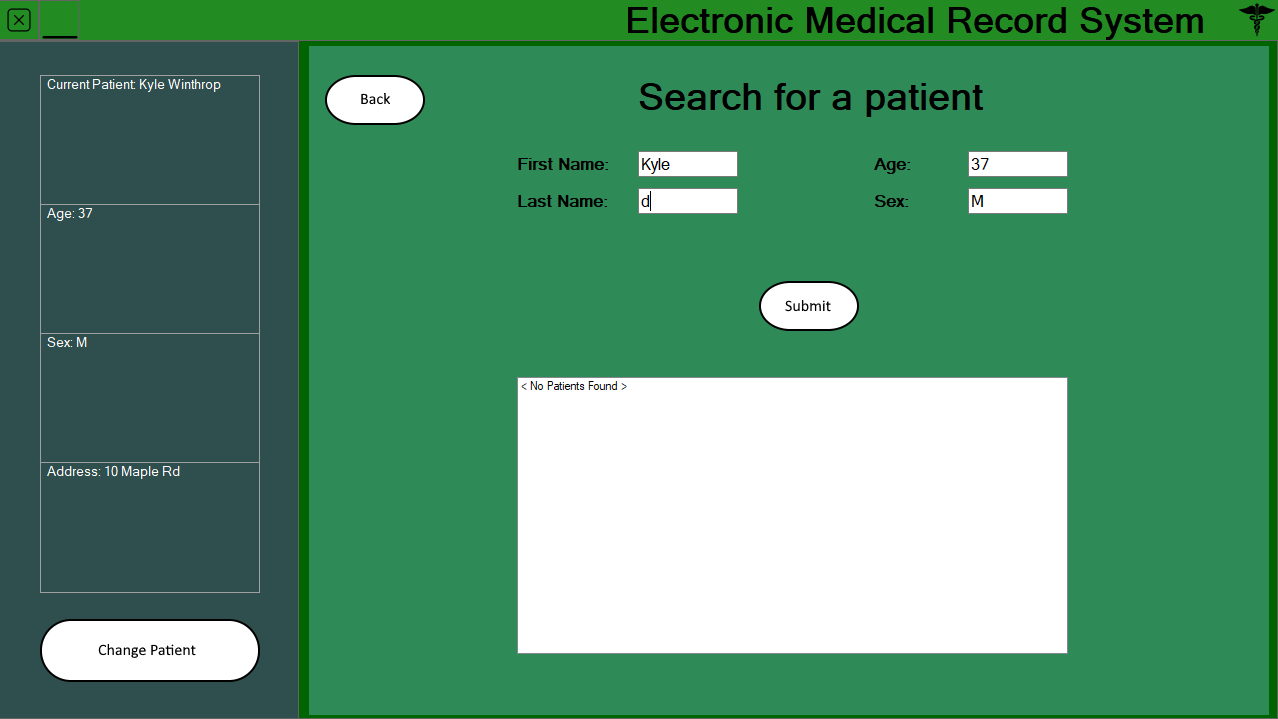 Electronic Medical Record System
Current Patient: Kyle Winthrop
Age: 37
Sex: M
Address: 10 Maple Rd
Change Patient
Back
Search for a patient
First Name: Kyle
Age: 37
Last Name: d
Sex: M
Submit
< No Patients Found >